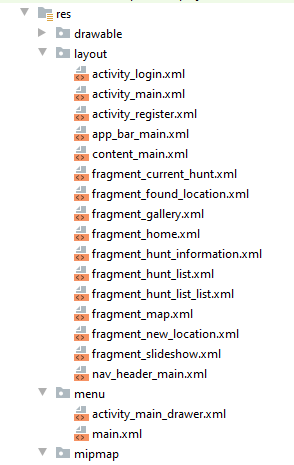 res
drawable
layout
activity_login.xml
activity_main.xml
activity_register.xml
app_bar_main.xml
content_main.xml
fragment_current_hunt.xml
fragment_found_location.xml
fragment_gallery.xml
fragment_home.xml
fragment_hunt_information.xml
fragment_hunt_list.xml
fragment_hunt_list_list.xml
fragment_map.xml
fragment_new_location.xml
fragment_slideshow.xml
nav_header_main.xml
menu
activity_main_drawer.xml
main.xml
mipmap